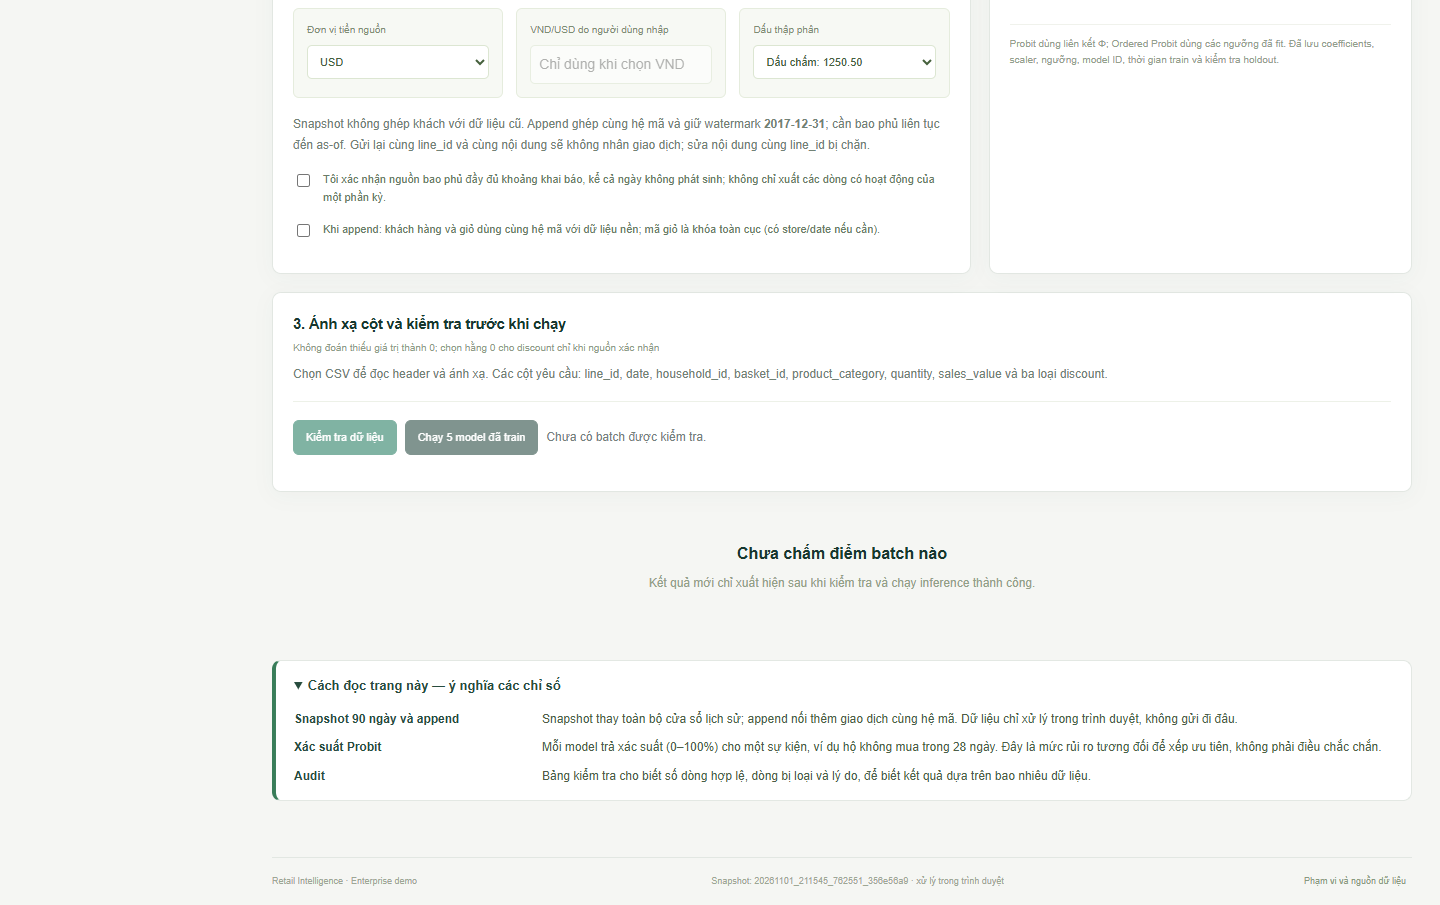 Đơn vị tiền nguồn
USD
VND/USD do người dùng nhập
Chỉ dùng khi chọn VND
Dấu thập phân
Dấu chấm: 1250.50
Snapshot không ghép khách với dữ liệu cũ. Append ghép cùng hệ mã và giữ watermark 2017-12-31; cần bao phủ liên tục
đến as-of. Gửi lại cùng line_id và cùng nội dung sẽ không nhân giao dịch; sửa nội dung cùng line_id bị chặn.
Tôi xác nhận nguồn bao phủ đầy đủ khoảng khai báo, kể cả ngày không phát sinh; không chỉ xuất các dòng có hoạt động của
một phần kỳ.
Khi append: khách hàng và giỏ dùng cùng hệ mã với dữ liệu nền; mã giỏ là khóa toàn cục (có store/date nếu cần).
Probit dùng liên kết Φ; Ordered Probit dùng các ngưỡng đã fit. Đã lưu coefficients,
scaler, ngưỡng, model ID, thời gian train và kiểm tra holdout.
3. Ánh xạ cột và kiểm tra trước khi chạy
Không đoán thiếu giá trị thành 0; chọn hằng 0 cho discount chỉ khi nguồn xác nhận
Chọn CSV để đọc header và ánh xạ. Các cột yêu cầu: line_id, date, household_id, basket_id, product_category, quantity, sales_value và ba loại discount.
Kiểm tra dữ liệu
Chạy 5 model đã train
Chưa có batch được kiểm tra.
Chưa chấm điểm batch nào
Kết quả mới chỉ xuất hiện sau khi kiểm tra và chạy inference thành công.
▼ Cách đọc trang này — ý nghĩa các chỉ số
Snapshot 90 ngày và append
Snapshot thay toàn bộ cửa sổ lịch sử; append nối thêm giao dịch cùng hệ mã. Dữ liệu chỉ xử lý trong trình duyệt, không gửi đi đâu.
Xác suất Probit
Mỗi model trả xác suất (0–100%) cho một sự kiện, ví dụ hộ không mua trong 28 ngày. Đây là mức rủi ro tương đối để xếp ưu tiên, không phải điều chắc chắn.
Audit
Bảng kiểm tra cho biết số dòng hợp lệ, dòng bị loại và lý do, để biết kết quả dựa trên bao nhiêu dữ liệu.
Retail Intelligence · Enterprise demo
Snapshot: 20261101_211545_762551_356e56a9 · xử lý trong trình duyệt
Phạm vi và nguồn dữ liệu